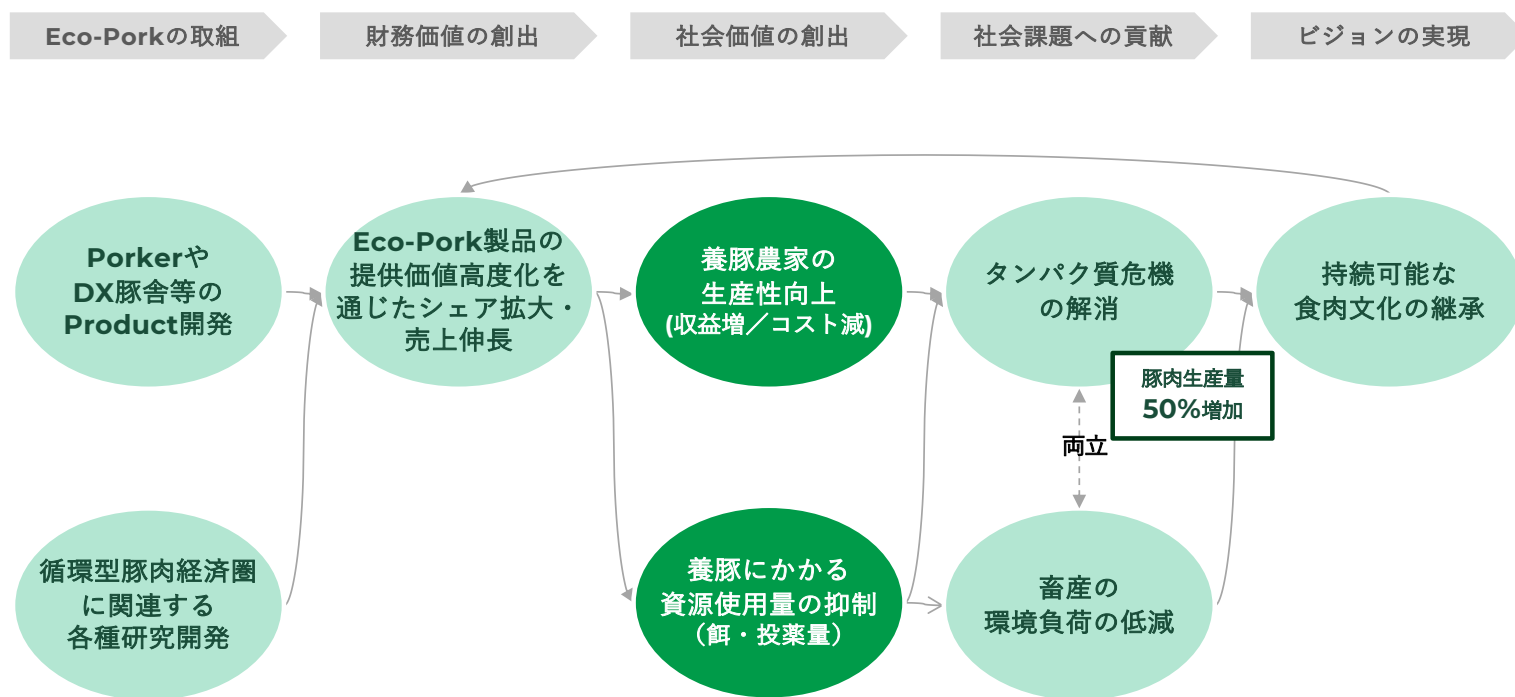 Eco-Porkの取組
財務価値の創出
社会価値の創出
社会課題への貢献
ビジョンの実現
Porkerや
DX豚舎等の
Product開発
Eco-Pork製品の
提供価値高度化を
通じたシェア拡大・
売上伸長
養豚農家の
生産性向上
(収益増／コスト減)
タンパク質危機
の解消
持続可能な
食肉文化の継承
豚肉生産量
50%増加
両立
循環型豚肉経済圏
に関連する
各種研究開発
養豚にかかる
資源使用量の抑制
（餌・投薬量）
畜産の
環境負荷の低減